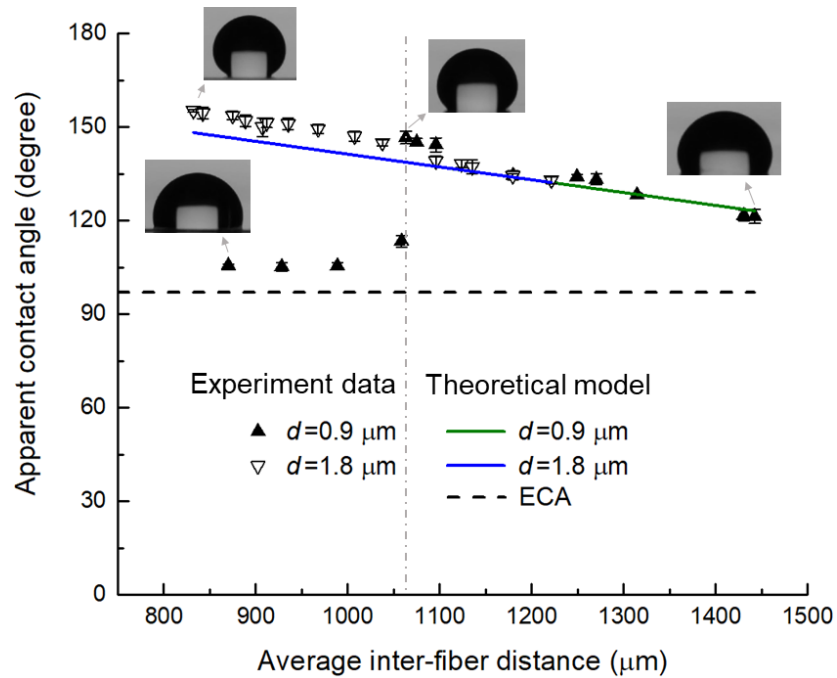 Apparent contact angle (degree)
180
150
120
90
60
30
0
Experiment data
d=0.9 μm
d=1.8 μm
Theoretical model
d=0.9 μm
d=1.8 μm
ECA
800 900 1000 1100 1200 1300 1400 1500
Average inter-fiber distance (μm)